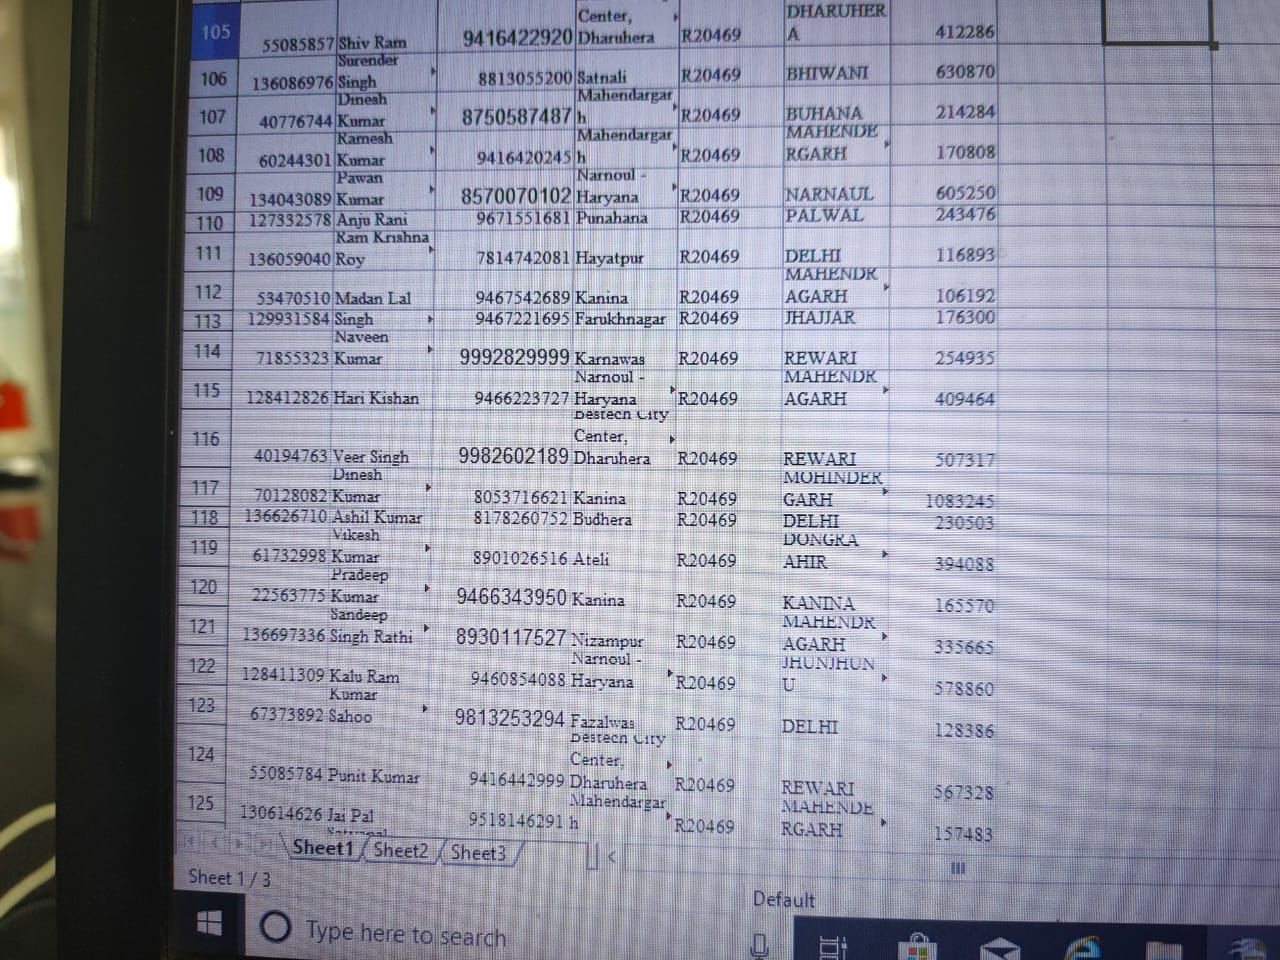 105 55085857 Shiv Ram 9416422920 Center, Dharuhera R20469 DHARUHERA 412286
106 136086976 Surender Singh 8813055200 Satnali R20469 BHIWANI 630870
107 40776744 Dinesh Kumar 8750587487 Mahendargarh R20469 BUHANA 214284
108 60244301 Ramesh Kumar 9416420245 Mahendargarh R20469 MAHENDERGARH 170808
109 134043089 Pawan Kumar 8570070102 Narnoul - Haryana R20469 NARNAUL 605250
110 127332578 Anju Rani 9671551681 Punahana R20469 PALWAL 243476
111 136059040 Ram Krishna Roy 7814742081 Hayatpur R20469 DELHI 116893
112 53470510 Madan Lal 9467542689 Kanina R20469 MAHENDRAGARH 106192
113 129931584 Singh 9467221695 Farukhnagar R20469 JHAJJAR 176300
114 71855323 Naveen Kumar 9992829999 Karnawas R20469 REWARI 254935
115 128412826 Hari Kishan 9466223727 Narnoul - Haryana R20469 MAHENDRAGARH 409464
116 40194763 Veer Singh 9982602189 Destech City Center, Dharuhera R20469 REWARI 507317
117 70128082 Dinesh Kumar 8053716621 Kanina R20469 MOHINDERGARH 1083245
118 136626710 Ashil Kumar 8178260752 Budhera R20469 DELHI 230503
119 61732998 Vikesh Kumar 8901026516 Ateli R20469 DONGRA AHIR 394088
120 22563775 Pradeep Kumar 9466343950 Kanina R20469 KANINA 165570
121 136697336 Sandeep Singh Rathi 8930117527 Nizampur R20469 MAHENDRAGARH 335665
122 128411309 Kalu Ram 9460854088 Narnoul - Haryana R20469 JHUNJHUNU 578860
123 67373892 Kumar Sahoo 9813253294 Fazalwas R20469 DELHI 128386
124 55085784 Punit Kumar 9416442999 Destech City Center, Dharuhera R20469 REWARI 567328
125 130614626 Jai Pal 9518146291 Mahendargarh R20469 MAHENDERGARH 157483
Sheet1 Sheet2 Sheet3
Sheet 1 / 3
Default
Type here to search